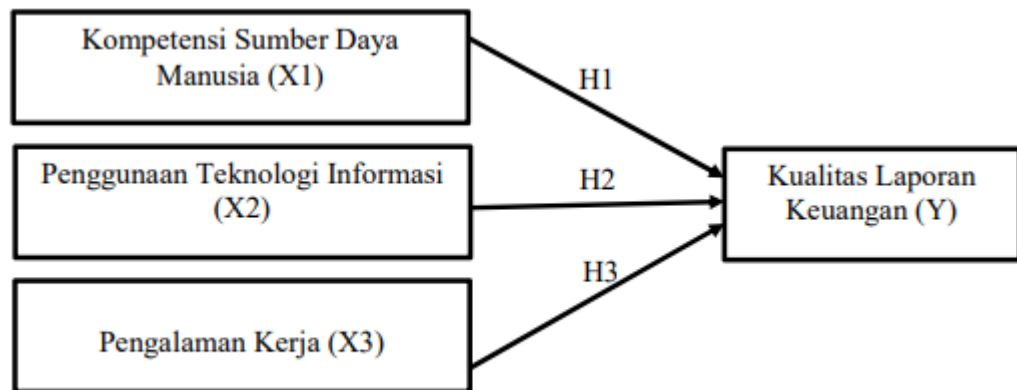 Kompetensi Sumber Daya
Manusia (X1)
H1
Penggunaan Teknologi Informasi
(X2)
H2
Kualitas Laporan
Keuangan (Y)
H3
Pengalaman Kerja (X3)